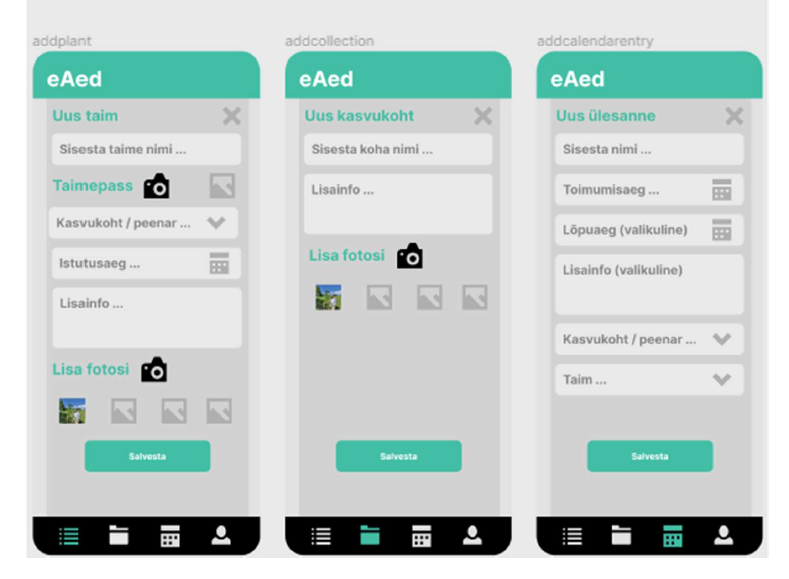 addplant
eAed
Uus taim
Sisesta taime nimi ...
Taimepass
Kasvukoht / peenar ...
Istutusaeg ...
Lisainfo ...
Lisa fotosi
Salvesta
addcollection
eAed
Uus kasvukoht
Sisesta koha nimi ...
Lisainfo ...
Lisa fotosi
Salvesta
addcalendarentry
eAed
Uus ülesanne
Sisesta nimi ...
Toimumisaeg ...
Lõpuaeg (valikuline)
Lisainfo (valikuline)
Kasvukoht / peenar ...
Taim ...
Salvesta